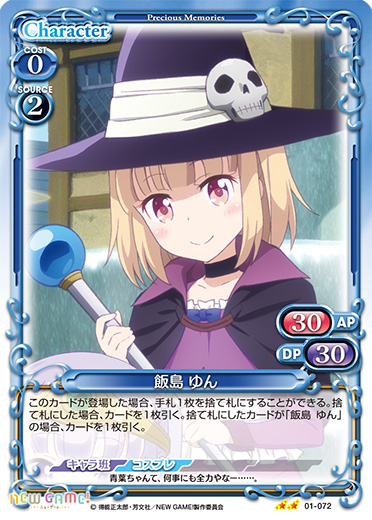 Precious Memories
Character
COST
0
SOURCE
2
30 AP
DP 30
飯島 ゆん
このカードが登場した場合、手札1枚を捨て札にすることができる。捨
て札にした場合、カードを1枚引く。捨て札にしたカードが「飯島 ゆん」
の場合、カードを1枚引く。
キャラ班 コスプレ
NEW GAME!
青葉ちゃんて、何事にも全力やな……。
© 得能正太郎・芳文社/NEW GAME!製作委員会
01-072